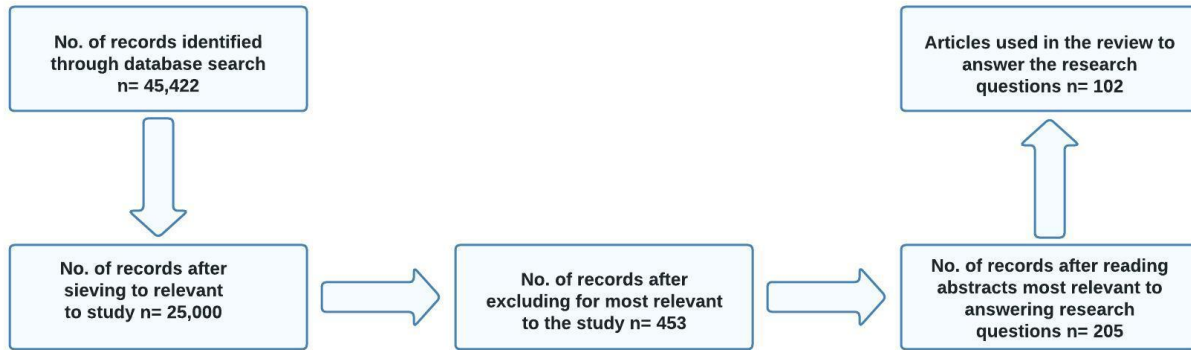 No. of records identified
through database search
n= 45,422
No. of records after
sieving to relevant
to study n= 25,000
No. of records after
excluding for most relevant
to the study n= 453
No. of records after reading
abstracts most relevant to
answering research
questions n= 205
Articles used in the review to
answer the research
questions n= 102